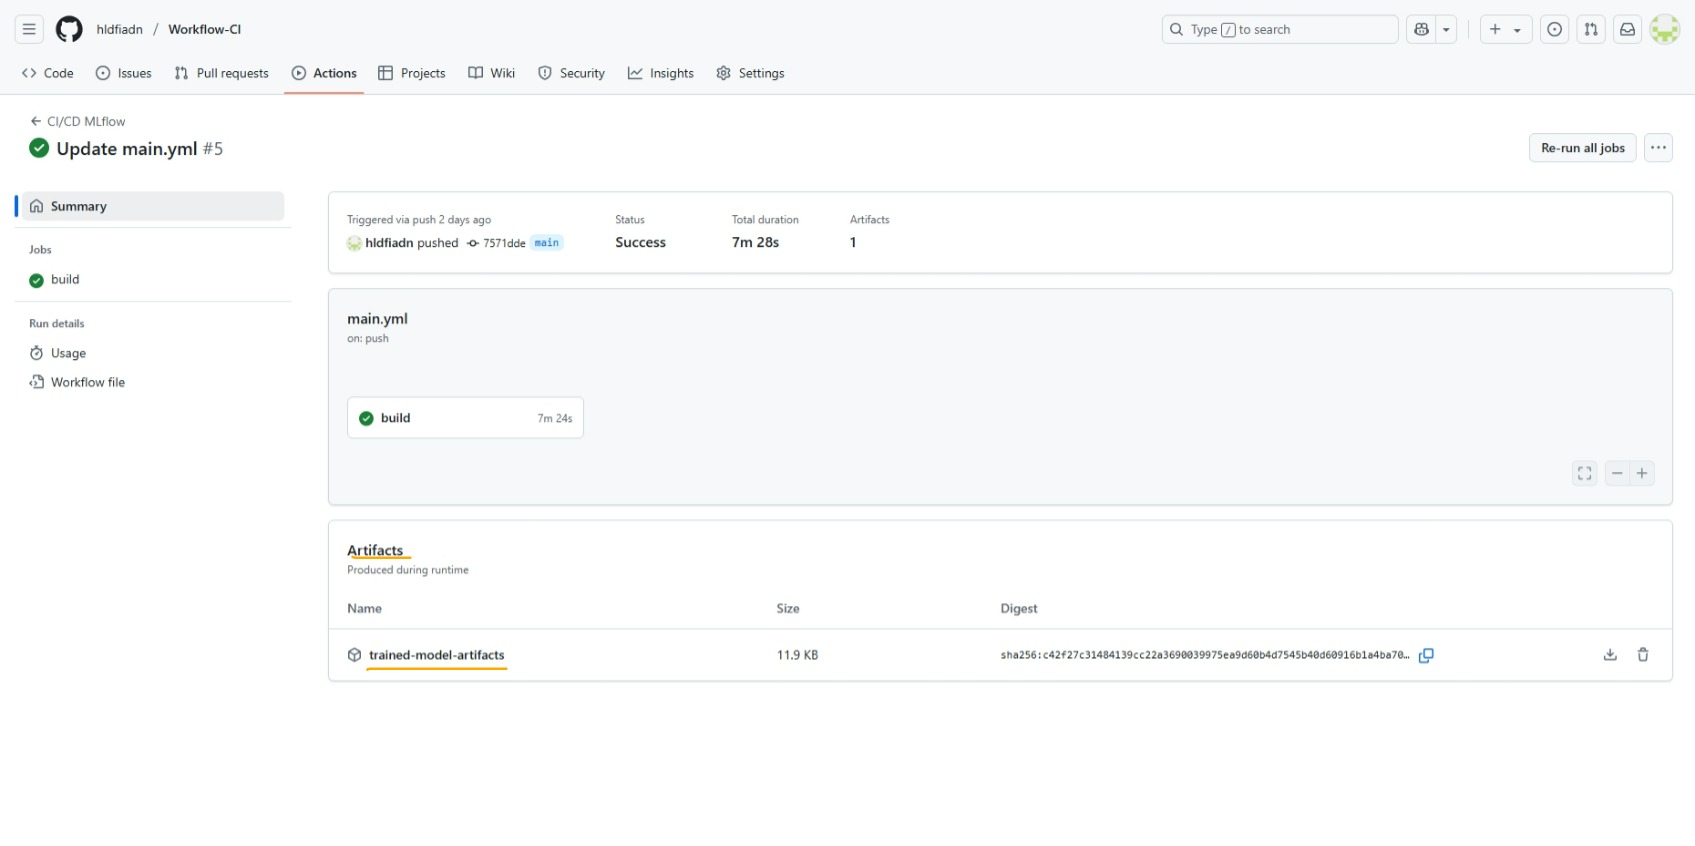 hldfiadn / Workflow-CI
Type / to search
Code Issues Pull requests Actions Projects Wiki Security Insights Settings
CI/CD MLflow
Update main.yml #5
Re-run all jobs
Summary
Jobs
build
Run details
Usage
Workflow file
Triggered via push 2 days ago
hldfiadn pushed 7571dde main
Status
Success
Total duration
7m 28s
Artifacts
1
main.yml
on: push
build 7m 24s
Artifacts
Produced during runtime
Name Size Digest
trained-model-artifacts 11.9 KB sha256:c42f27c31484139cc22a3690039975ea9d60b4d7545b40d60916b1a4ba70…